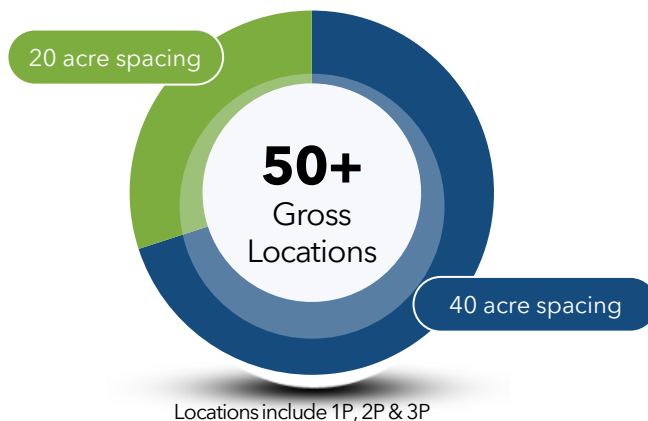 20 acre spacing
50+
Gross
Locations
40 acre spacing
Locations include 1P, 2P & 3P